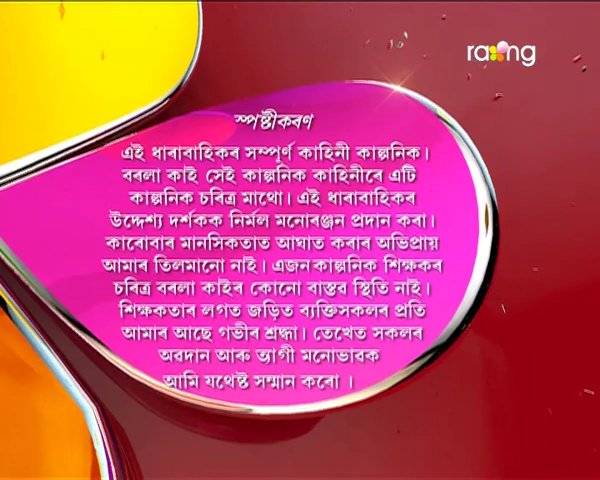 rang
স্পষ্টীকৰণ
এই ধাৰাবাহিকৰ সম্পূৰ্ণ কাহিনী কাল্পনিক।
বৰলা কাই সেই কাল্পনিক কাহিনীৰে এটি
কাল্পনিক চৰিত্ৰ মাথো। এই ধাৰাবাহিকৰ
উদ্দেশ্য দৰ্শকক নিৰ্মল মনোৰঞ্জন প্ৰদান কৰা।
কাৰোবাৰ মানসিকতাত আঘাত কৰাৰ অভিপ্ৰায়
আমাৰ তিলমানো নাই। এজন কাল্পনিক শিক্ষকৰ
চৰিত্ৰ বৰলা কাইৰ কোনো বাস্তৱ স্থিতি নাই।
শিক্ষকতাৰ লগত জড়িত ব্যক্তিসকলৰ প্ৰতি
আমাৰ আছে গভীৰ শ্ৰদ্ধা। তেখেত সকলৰ
অৱদান আৰু ত্যাগী মনোভাবক
আমি যথেষ্ট সন্মান কৰো ।